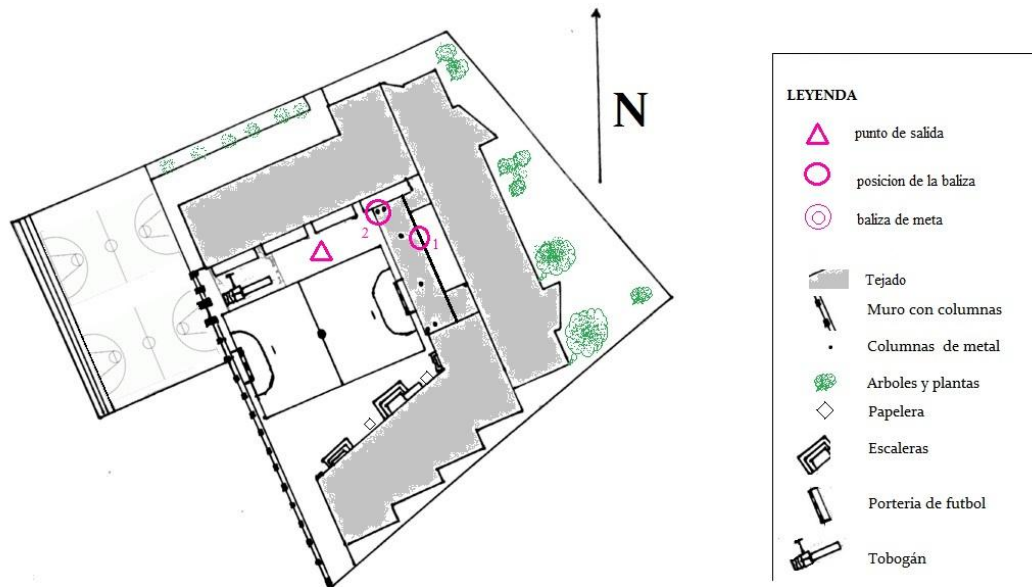 N
2
1
LEYENDA
punto de salida
posicion de la baliza
baliza de meta
Tejado
Muro con columnas
Columnas de metal
Arboles y plantas
Papelera
Escaleras
Porteria de futbol
Tobogán